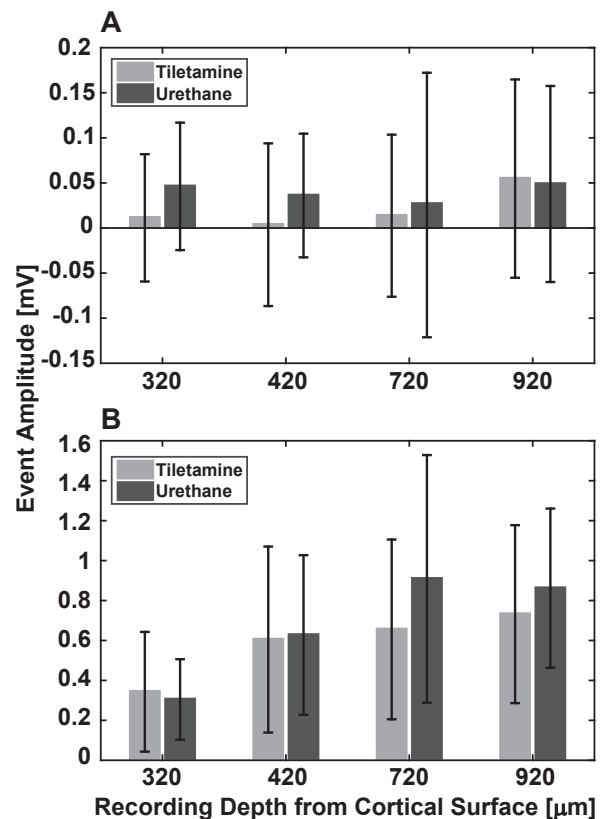 A
0.2
0.15
0.1
0.05
0
-0.05
-0.1
-0.15
Tiletamine
Urethane
320 420 720 920
Event Amplitude [mV]
B
1.6
1.4
1.2
1
0.8
0.6
0.4
0.2
0
Tiletamine
Urethane
320 420 720 920
Recording Depth from Cortical Surface [μm]